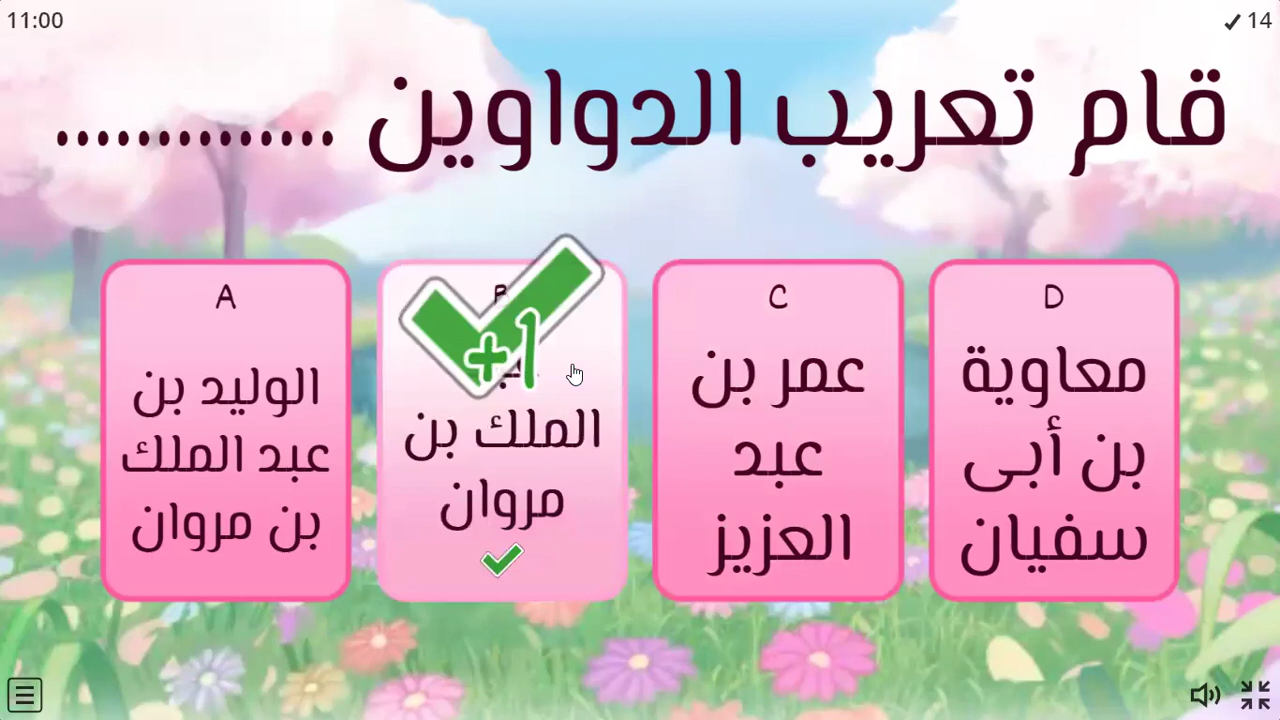 11:00
14
قام تعريب الدواوين ..............
A
الوليد بن
عبد الملك
بن مروان
+1
الملك بن
مروان
C
عمر بن
عبد
العزيز
D
معاوية
بن أبى
سفيان